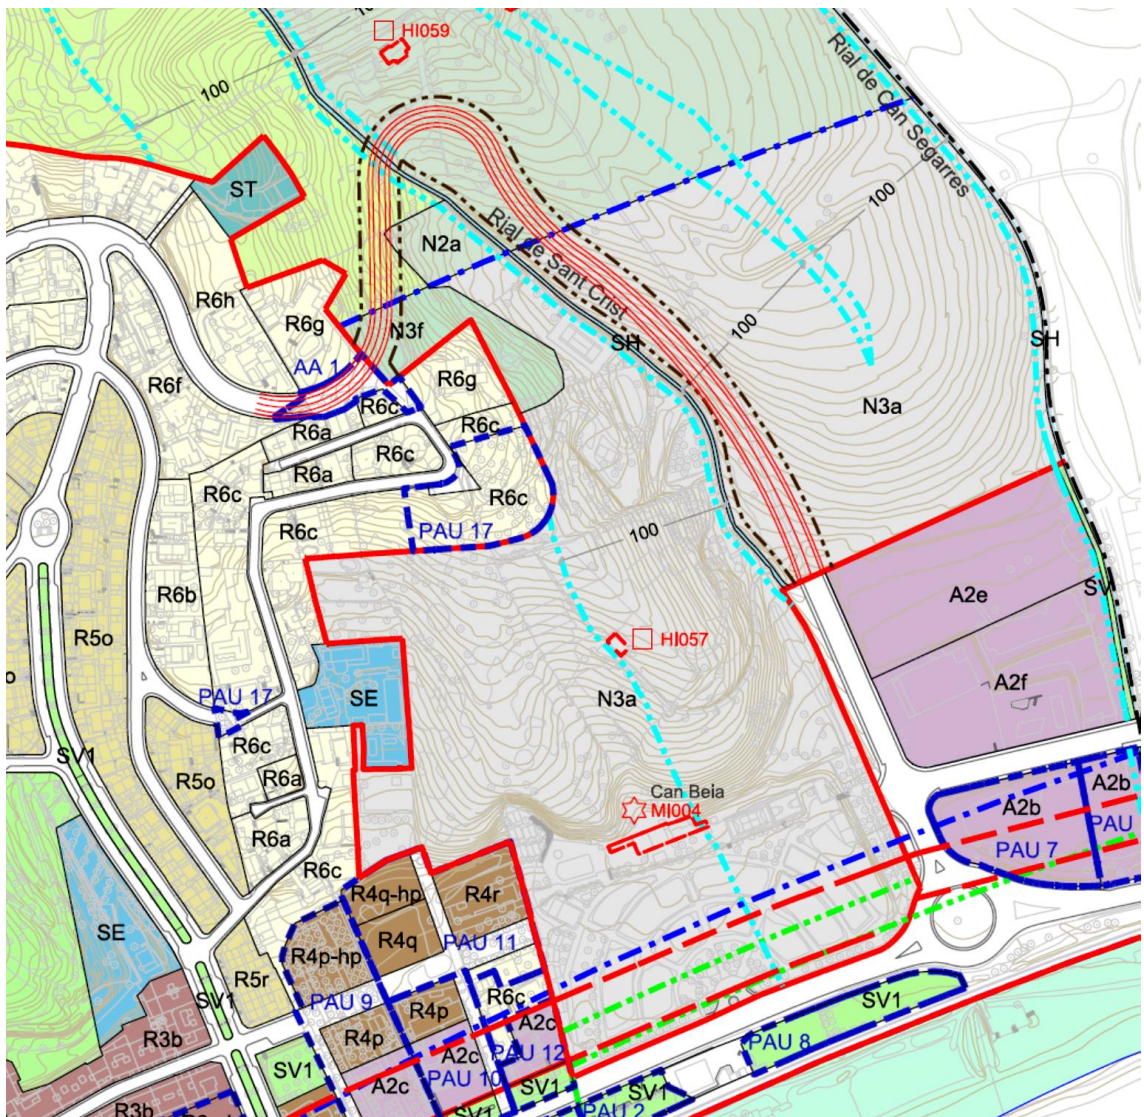 HI059
100
100
Rial de Can Segarres
ST
N2a
Rial de Sant Crist
100
100
R6h
R6g
N3f
SH
SH
AA 1
R6g
R6f
R6c
N3a
R6a
R6c
R6c
R6a
R6c
R6c
R6c
PAU 17
100
R6b
A2e
SV
R5o
HI057
A2f
SE
N3a
PAU 17
R6c
SV1
R5o
R6a
Can Beia
MI004
A2b
A2b
R6a
PAU 7
PAU
R6c
R4q-hp
R4r
SE
R4q
PAU 11
R4p-hp
R5r
R6c
SV1
PAU 9
R4p
SV1
R3b
R4p
A2c
PAU 8
A2c
PAU 12
SV1
A2c
PAU 10
SV1
SV1
R3b
SV1
PAU 2